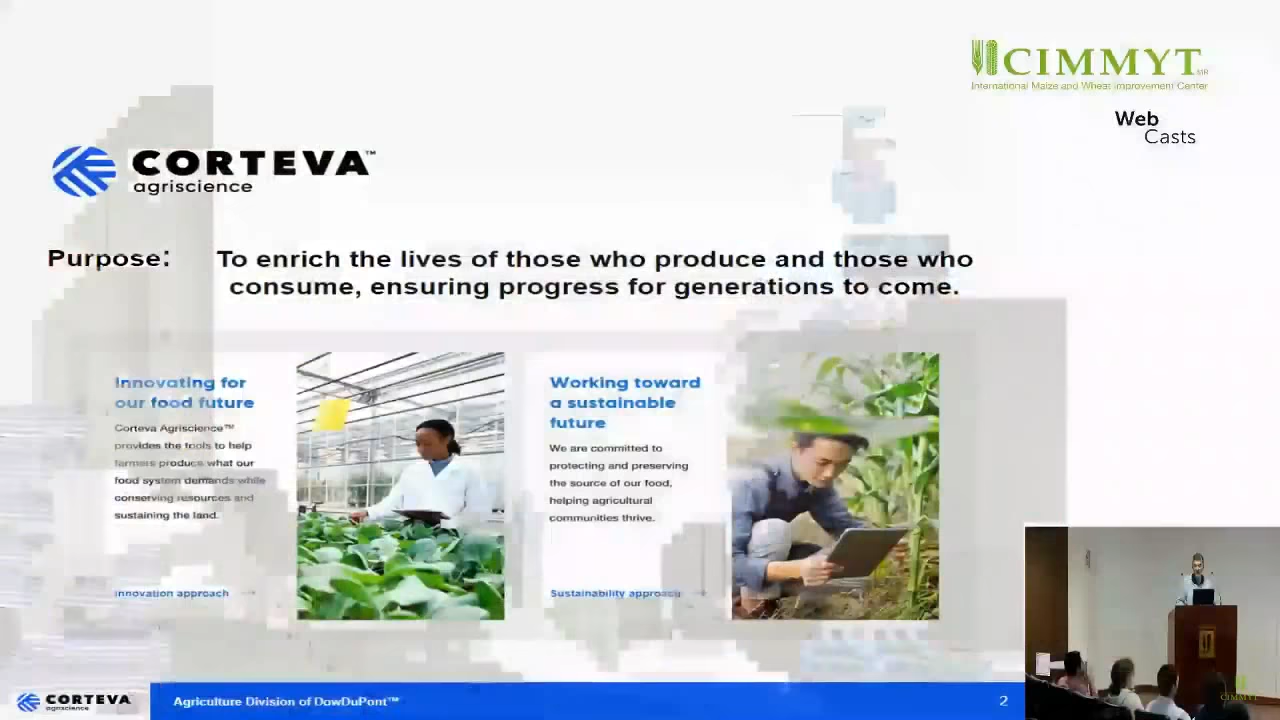 CIMMYT MR
International Maize and Wheat Improvement Center
Web
Casts
CORTEVA™
agriscience
Purpose: To enrich the lives of those who produce and those who
consume, ensuring progress for generations to come.
Innovating for
our food future
Corteva Agriscience™
provides the tools to help
farmers produce what our
food system demands while
conserving resources and
sustaining the land.
Innovation approach →
Working toward
a sustainable
future
We are committed to
protecting and preserving
the source of our food,
helping agricultural
communities thrive.
Sustainability approach →
CORTEVA
agriscience
Agriculture Division of DowDuPont™
2
CIMMYT